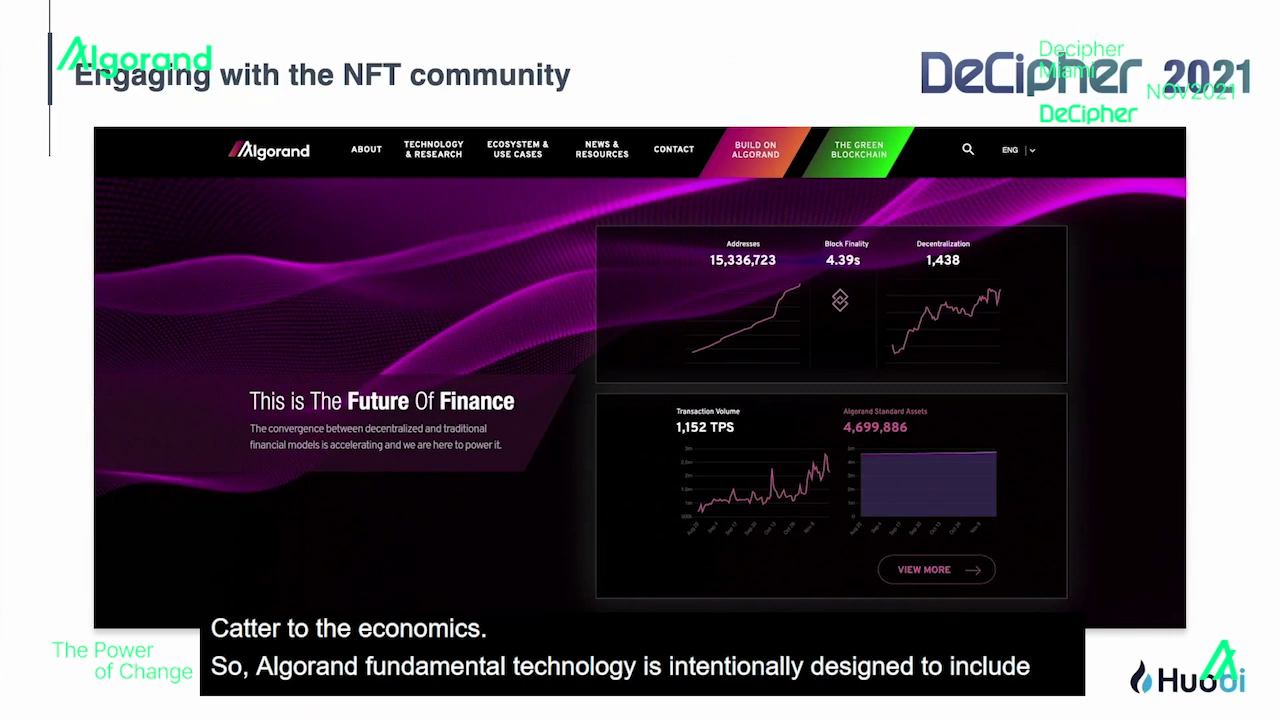 Algorand
Engaging with the NFT community
DeCipher 2021
Decipher
Miami
NOV2021
DeCipher
Algorand
ABOUT
TECHNOLOGY
& RESEARCH
ECOSYSTEM &
USE CASES
NEWS &
RESOURCES
CONTACT
BUILD ON
ALGORAND
THE GREEN
BLOCKCHAIN
ENG
Addresses
15,336,723
Block Finality
4.39s
Decentralization
1,438
This is The Future Of Finance
The convergence between decentralized and traditional
financial models is accelerating and we are here to power it.
Transaction Volume
1,152 TPS
Algorand Standard Assets
4,699,886
VIEW MORE
Catter to the economics.
So, Algorand fundamental technology is intentionally designed to include
The Power
of Change
Huobi